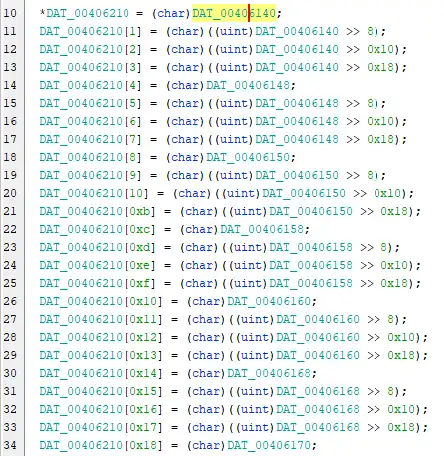 10 *DAT_00406210 = (char)DAT_00406140;
11 DAT_00406210[1] = (char)((uint)DAT_00406140 >> 8);
12 DAT_00406210[2] = (char)((uint)DAT_00406140 >> 0x10);
13 DAT_00406210[3] = (char)((uint)DAT_00406140 >> 0x18);
14 DAT_00406210[4] = (char)DAT_00406148;
15 DAT_00406210[5] = (char)((uint)DAT_00406148 >> 8);
16 DAT_00406210[6] = (char)((uint)DAT_00406148 >> 0x10);
17 DAT_00406210[7] = (char)((uint)DAT_00406148 >> 0x18);
18 DAT_00406210[8] = (char)DAT_00406150;
19 DAT_00406210[9] = (char)((uint)DAT_00406150 >> 8);
20 DAT_00406210[10] = (char)((uint)DAT_00406150 >> 0x10);
21 DAT_00406210[0xb] = (char)((uint)DAT_00406150 >> 0x18);
22 DAT_00406210[0xc] = (char)DAT_00406158;
23 DAT_00406210[0xd] = (char)((uint)DAT_00406158 >> 8);
24 DAT_00406210[0xe] = (char)((uint)DAT_00406158 >> 0x10);
25 DAT_00406210[0xf] = (char)((uint)DAT_00406158 >> 0x18);
26 DAT_00406210[0x10] = (char)DAT_00406160;
27 DAT_00406210[0x11] = (char)((uint)DAT_00406160 >> 8);
28 DAT_00406210[0x12] = (char)((uint)DAT_00406160 >> 0x10);
29 DAT_00406210[0x13] = (char)((uint)DAT_00406160 >> 0x18);
30 DAT_00406210[0x14] = (char)DAT_00406168;
31 DAT_00406210[0x15] = (char)((uint)DAT_00406168 >> 8);
32 DAT_00406210[0x16] = (char)((uint)DAT_00406168 >> 0x10);
33 DAT_00406210[0x17] = (char)((uint)DAT_00406168 >> 0x18);
34 DAT_00406210[0x18] = (char)DAT_00406170;